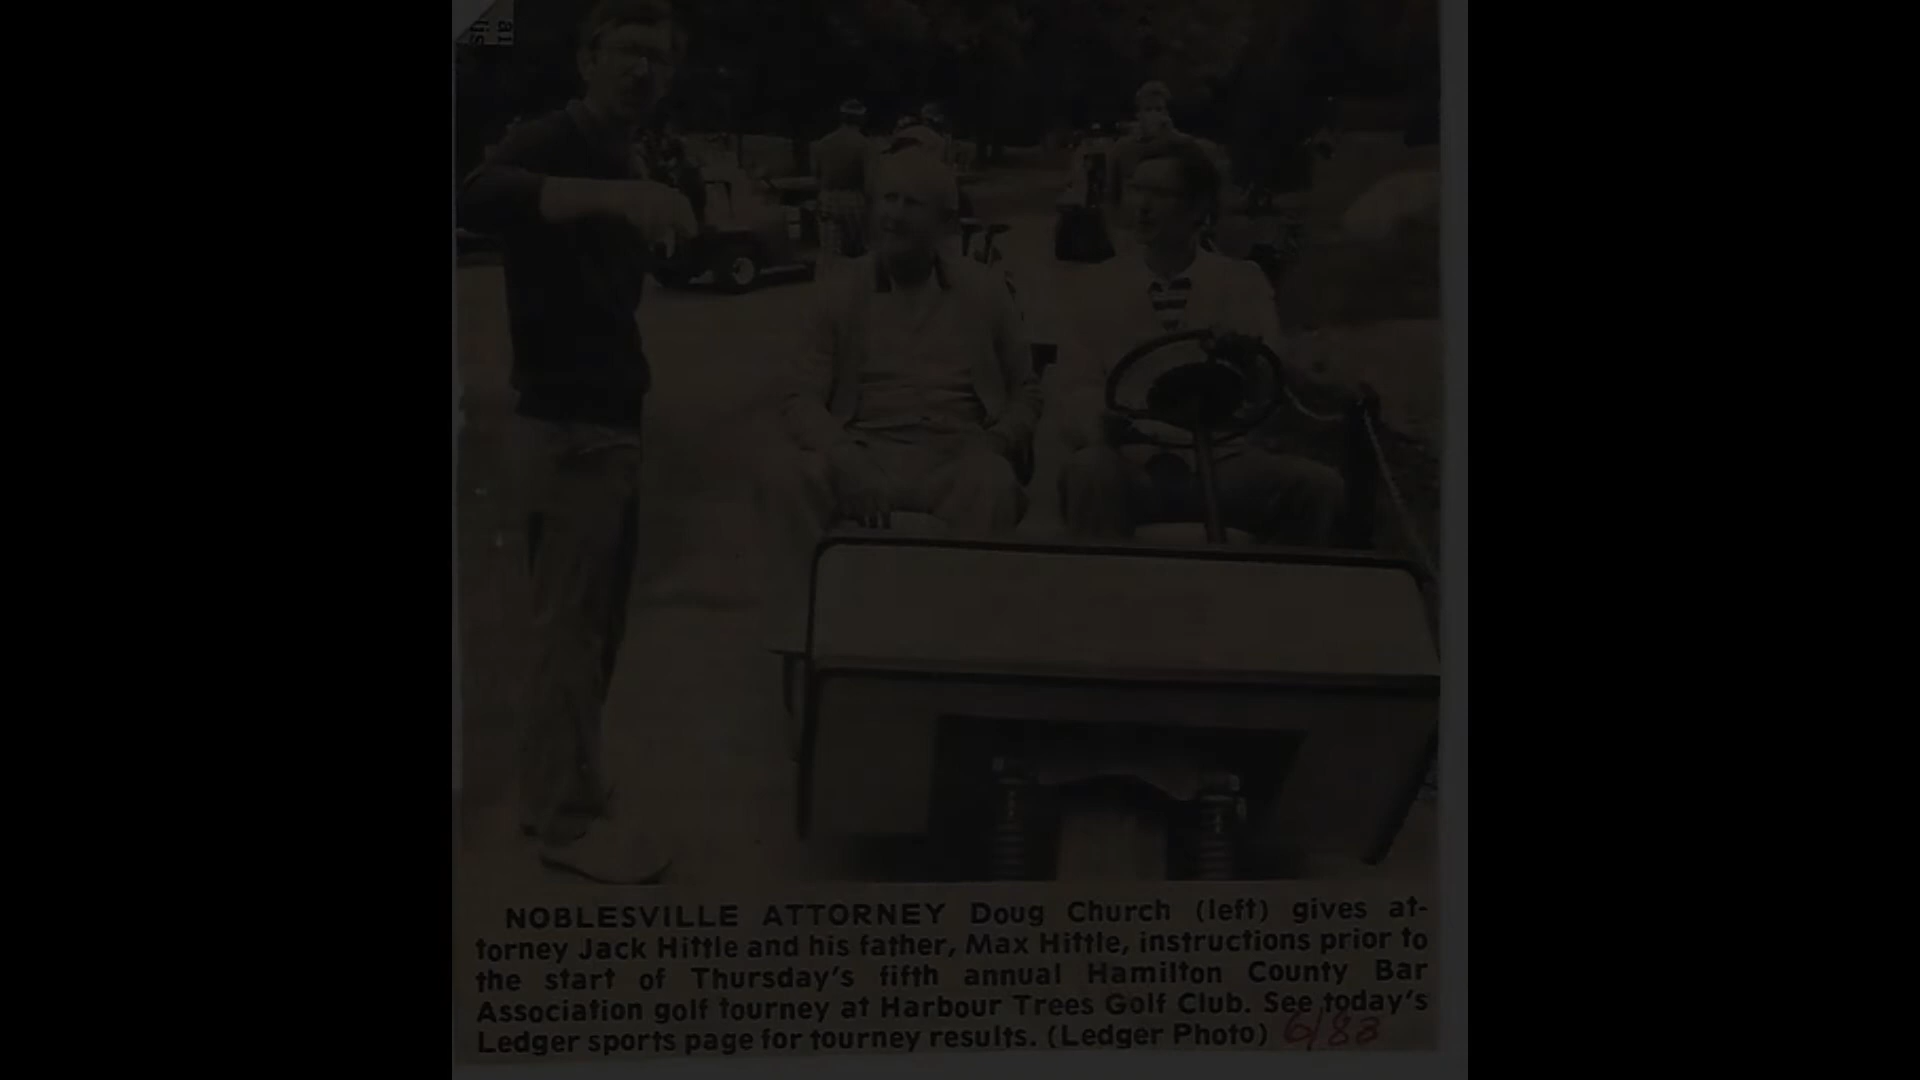 NOBLESVILLE ATTORNEY Doug Church (left) gives at-
torney Jack Hittle and his father, Max Hittle, instructions prior to
the start of Thursday's fifth annual Hamilton County Bar
Association golf tourney at Harbour Trees Golf Club. See today's
Ledger sports page for tourney results. (Ledger Photo) 6/83